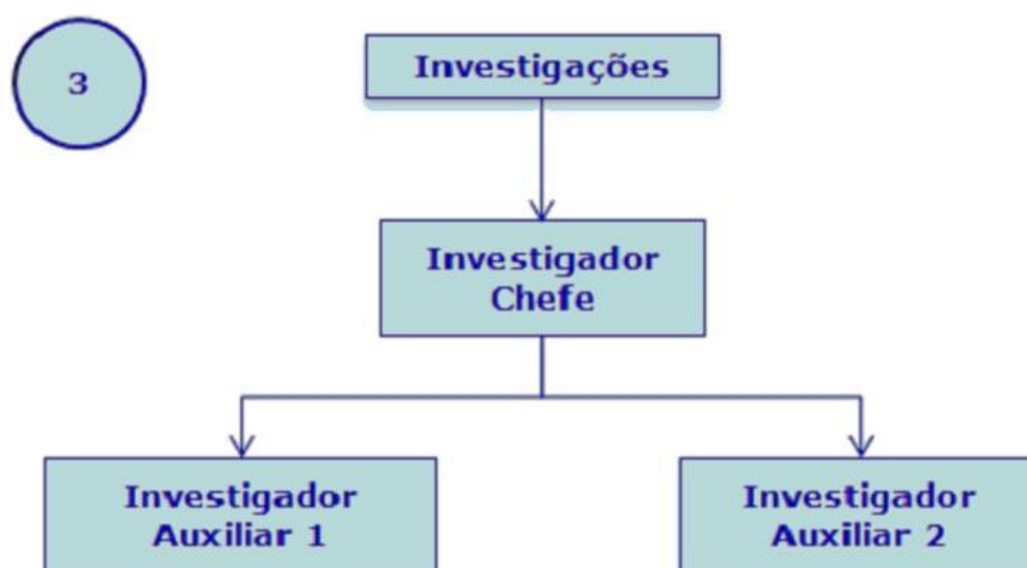 3
Investigações
Investigador
Chefe
Investigador
Auxiliar 1
Investigador
Auxiliar 2